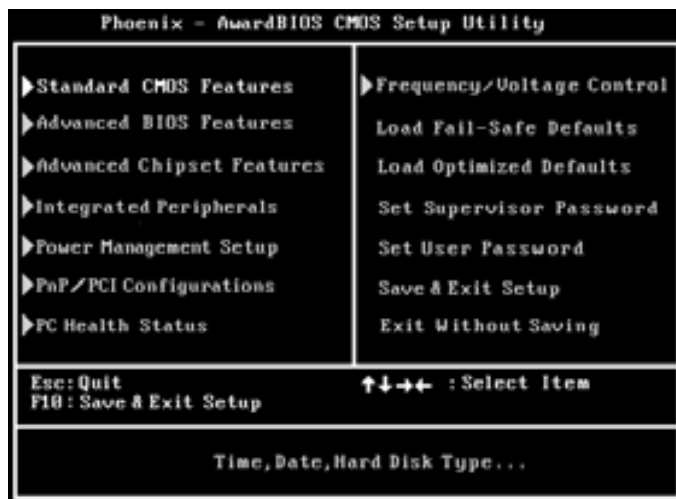 Phoenix - AwardBIOS CMOS Setup Utility
Standard CMOS Features
Advanced BIOS Features
Advanced Chipset Features
Integrated Peripherals
Power Management Setup
PnP/PCI Configurations
PC Health Status
Frequency/Voltage Control
Load Fail-Safe Defaults
Load Optimized Defaults
Set Supervisor Password
Set User Password
Save & Exit Setup
Exit Without Saving
Esc:Quit
F10:Save & Exit Setup
↑↓→← :Select Item
Time,Date,Hard Disk Type...